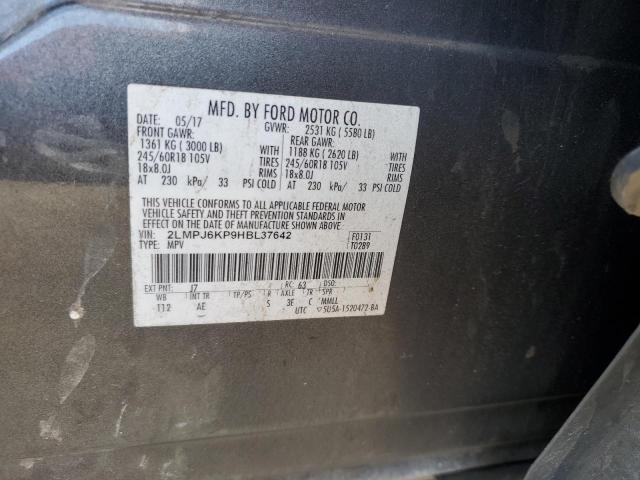 MFD. BY FORD MOTOR CO.
DATE: 05/17 GVWR: 2531 KG ( 5580 LB)
FRONT GAWR: REAR GAWR:
1361 KG ( 3000 LB) WITH 1188 KG ( 2620 LB) WITH
245/60R18 105V TIRES 245/60R18 105V TIRES
18x8.0J RIMS 18x8.0J RIMS
AT 230 kPa/ 33 PSI COLD AT 230 kPa/ 33 PSI COLD
THIS VEHICLE CONFORMS TO ALL APPLICABLE FEDERAL MOTOR
VEHICLE SAFETY AND THEFT PREVENTION STANDARDS IN
EFFECT ON THE DATE OF MANUFACTURE SHOWN ABOVE.
VIN: 2LMPJ6KP9HBL37642 F0131
TYPE: MPV T0289
EXT PNT: J7 RC: 63 DSO:
WB INT TR TP/PS R AXLE TR SPR
112 AE S 3E C MMLL
UTC 5U5A-1520472-BA